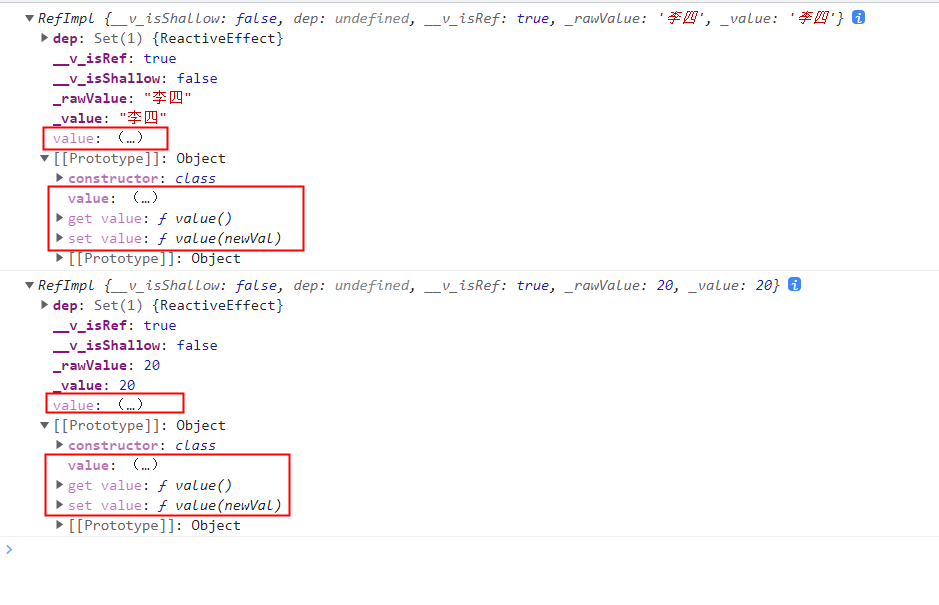 ▼RefImpl {__v_isShallow: false, dep: undefined, __v_isRef: true, _rawValue: '李四', _value: '李四'} i
▶dep: Set(1) {ReactiveEffect}
__v_isRef: true
__v_isShallow: false
_rawValue: "李四"
_value: "李四"
value: (…)
▼[[Prototype]]: Object
▶constructor: class
value: (…)
▶get value: ƒ value()
▶set value: ƒ value(newVal)
▶[[Prototype]]: Object
▼RefImpl {__v_isShallow: false, dep: undefined, __v_isRef: true, _rawValue: 20, _value: 20} i
▶dep: Set(1) {ReactiveEffect}
__v_isRef: true
__v_isShallow: false
_rawValue: 20
_value: 20
value: (…)
▼[[Prototype]]: Object
▶constructor: class
value: (…)
▶get value: ƒ value()
▶set value: ƒ value(newVal)
▶[[Prototype]]: Object
>